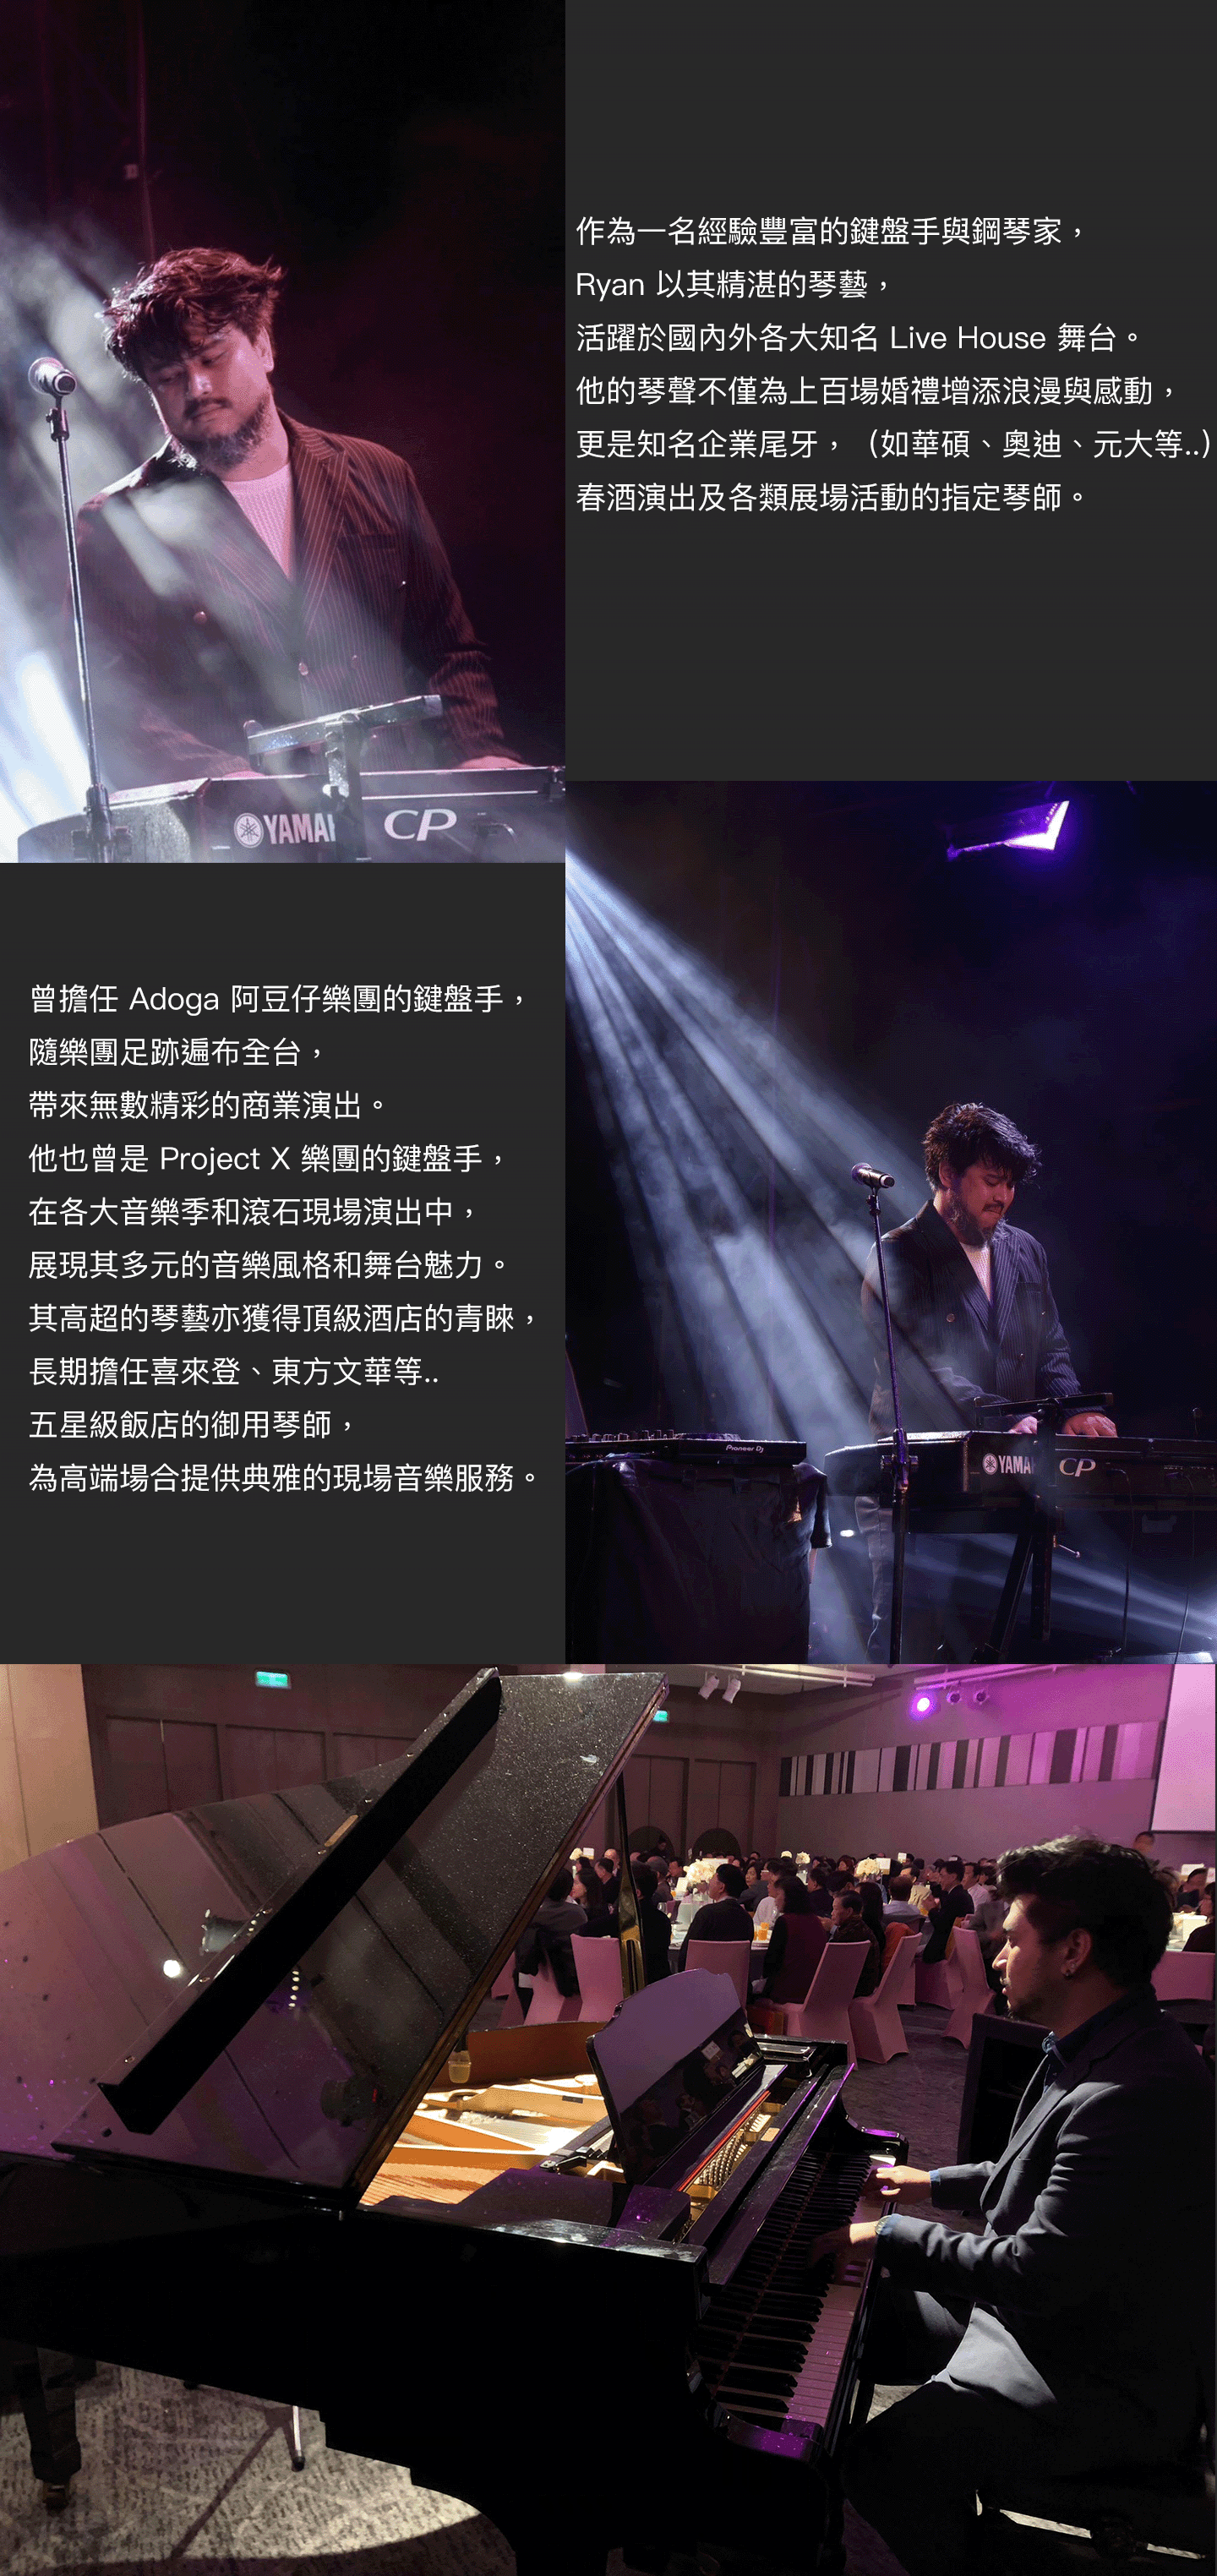 作為一名經驗豐富的鍵盤手與鋼琴家，
Ryan 以其精湛的琴藝，
活躍於國內外各大知名 Live House 舞台。
他的琴聲不僅為上百場婚禮增添浪漫與感動，
更是知名企業尾牙，（如華碩、奧迪、元大等..）
春酒演出及各類展場活動的指定琴師。
YAMAH
CP
曾擔任 Adoga 阿豆仔樂團的鍵盤手，
隨樂團足跡遍布全台，
帶來無數精彩的商業演出。
他也曾是 Project X 樂團的鍵盤手，
在各大音樂季和滾石現場演出中，
展現其多元的音樂風格和舞台魅力。
其高超的琴藝亦獲得頂級酒店的青睞，
長期擔任喜來登、東方文華等..
五星級飯店的御用琴師，
為高端場合提供典雅的現場音樂服務。
Pioneer Dj
YAMAH
CP